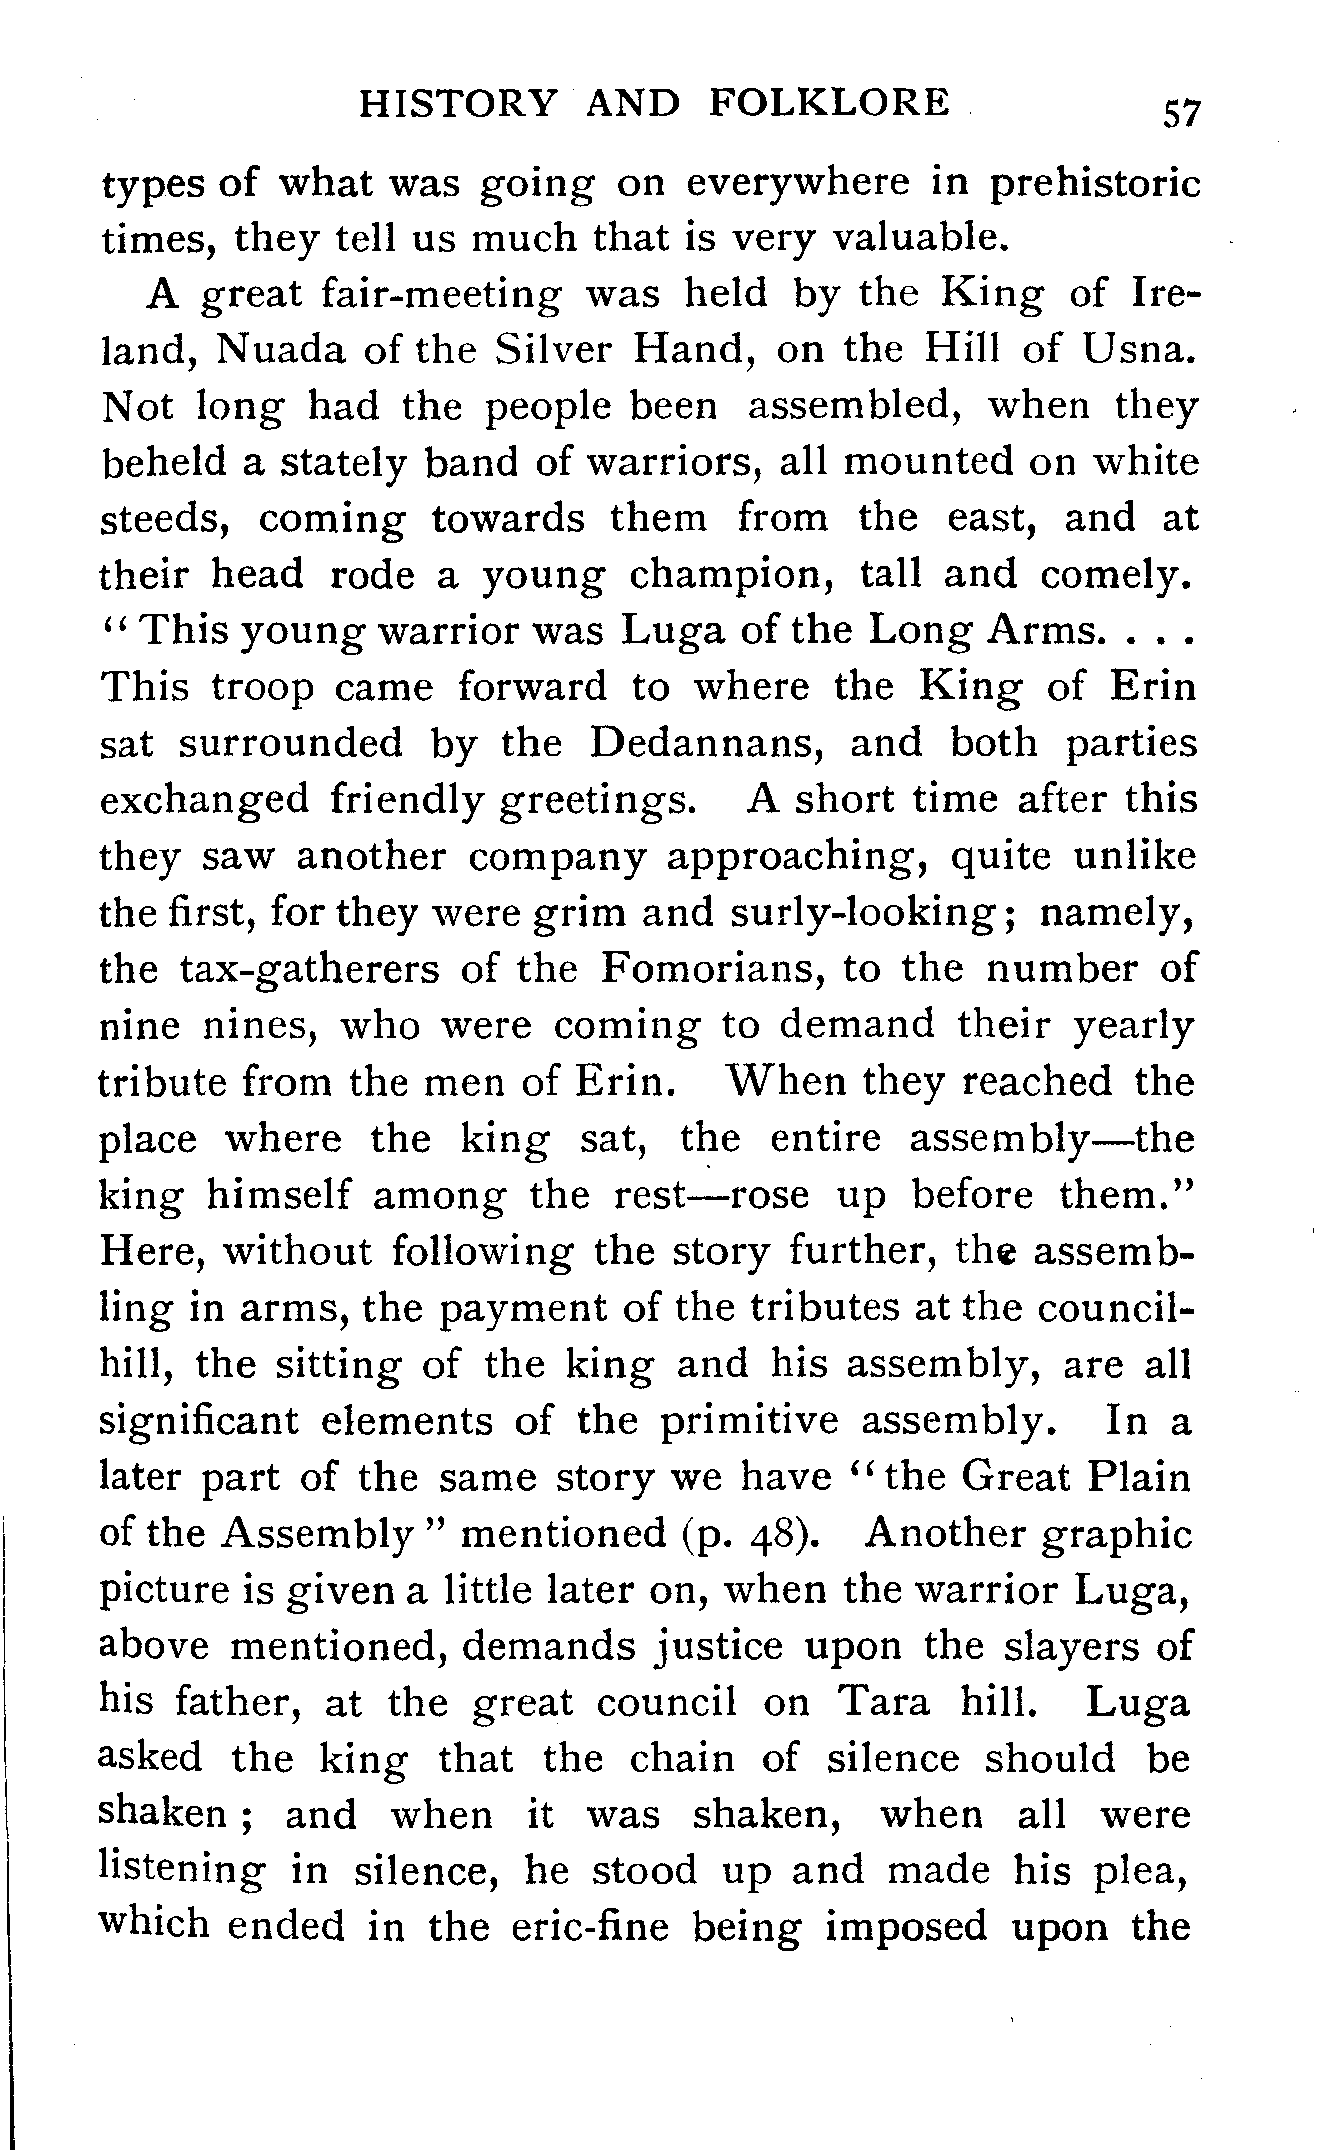 HISTORY AND FOLKLORE 57
types of what was going on everywhere in prehistoric
times, they tell us much that is very valuable.
A great fair-meeting was held by the King of Ire-
land, Nuada of the Silver Hand, on the Hill of Usna.
Not long had the people been assembled, when they
beheld a stately band of warriors, all mounted on white
steeds, coming towards them from the east, and at
their head rode a young champion, tall and comely.
“ This young warrior was Luga of the Long Arms. . . .
This troop came forward to where the King of Erin
sat surrounded by the Dedannans, and both parties
exchanged friendly greetings. A short time after this
they saw another company approaching, quite unlike
the first, for they were grim and surly-looking; namely,
the tax-gatherers of the Fomorians, to the number of
nine nines, who were coming to demand their yearly
tribute from the men of Erin. When they reached the
place where the king sat, the entire assembly—the
king himself among the rest—rose up before them.”
Here, without following the story further, the assemb-
ling in arms, the payment of the tributes at the council-
hill, the sitting of the king and his assembly, are all
significant elements of the primitive assembly. In a
later part of the same story we have “ the Great Plain
of the Assembly ” mentioned (p. 48). Another graphic
picture is given a little later on, when the warrior Luga,
above mentioned, demands justice upon the slayers of
his father, at the great council on Tara hill. Luga
asked the king that the chain of silence should be
shaken ; and when it was shaken, when all were
listening in silence, he stood up and made his plea,
which ended in the eric-fine being imposed upon the